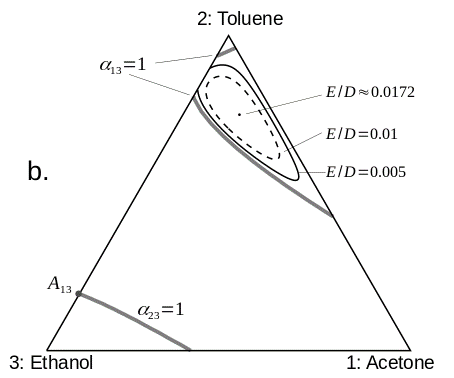 2: Toluene
α₁₃=1
E/D≈0.0172
E/D=0.01
b.
E/D=0.005
A₁₃
α₂₃=1
3: Ethanol
1: Acetone